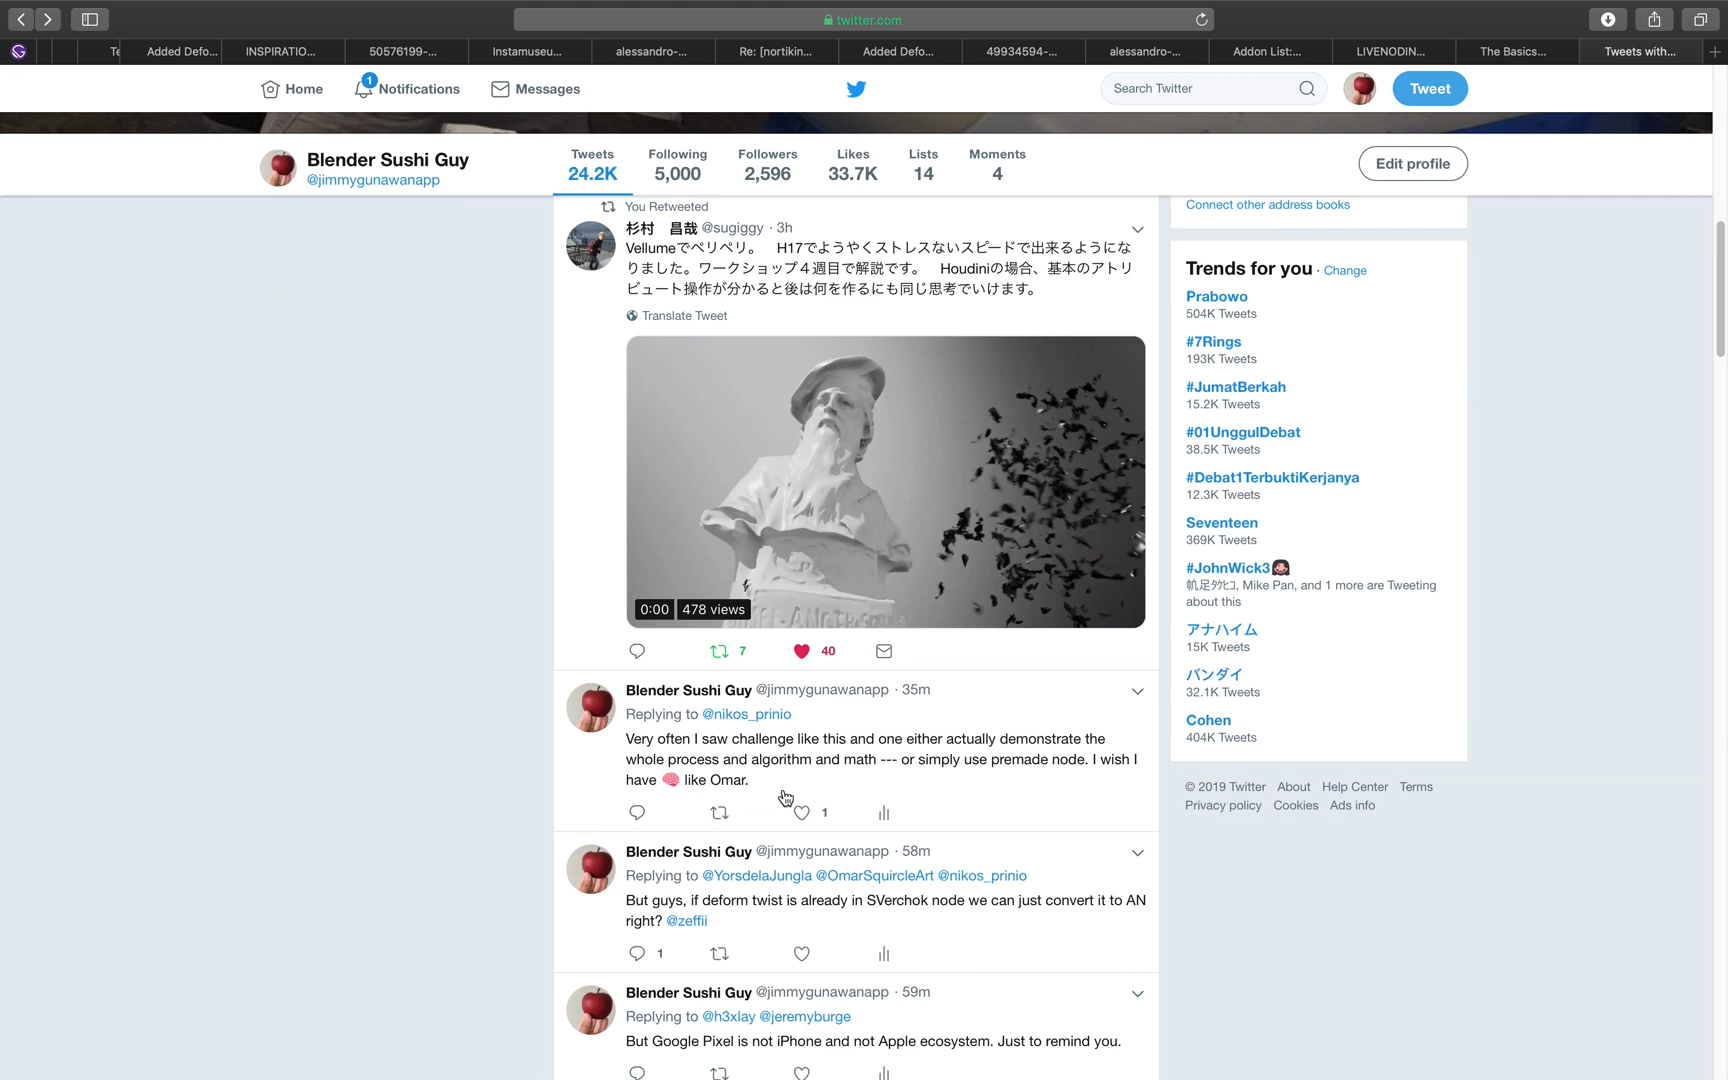 twitter.com
Te
Added Defo...
INSPIRATIO...
50576199-...
Instamuseu...
alessandro-...
Re: [nortikin...
Added Defo...
49934594-...
alessandro-...
Addon List:...
LIVENODIN...
The Basics...
Tweets with...
Home
1
Notifications
Messages
Search Twitter
Tweet
Blender Sushi Guy
@jimmygunawanapp
Tweets
24.2K
Following
5,000
Followers
2,596
Likes
33.7K
Lists
14
Moments
4
Edit profile
You Retweeted
杉村　昌哉 @sugiggy · 3h
Vellumeでペリペリ。　H17でようやくストレスないスピードで出来るようにな
りました。ワークショップ４週目で解説です。　Houdiniの場合、基本のアトリ
ビュート操作が分かると後は何を作るにも同じ思考でいけます。
Translate Tweet
0:00
478 views
7
40
Blender Sushi Guy @jimmygunawanapp · 35m
Replying to @nikos_prinio
Very often I saw challenge like this and one either actually demonstrate the
whole process and algorithm and math --- or simply use premade node. I wish I
have 🧠 like Omar.
1
Blender Sushi Guy @jimmygunawanapp · 58m
Replying to @YorsdelaJungla @OmarSquircleArt @nikos_prinio
But guys, if deform twist is already in SVerchok node we can just convert it to AN
right? @zeffii
1
Blender Sushi Guy @jimmygunawanapp · 59m
Replying to @h3xlay @jeremyburge
But Google Pixel is not iPhone and not Apple ecosystem. Just to remind you.
Connect other address books
Trends for you · Change
Prabowo
504K Tweets
#7Rings
193K Tweets
#JumatBerkah
15.2K Tweets
#01UnggulDebat
38.5K Tweets
#Debat1TerbuktiKerjanya
12.3K Tweets
Seventeen
369K Tweets
#JohnWick3
Mike Pan, and 1 more are Tweeting
about this
アナハイム
15K Tweets
バンダイ
32.1K Tweets
Cohen
404K Tweets
© 2019 Twitter About Help Center Terms
Privacy policy Cookies Ads info